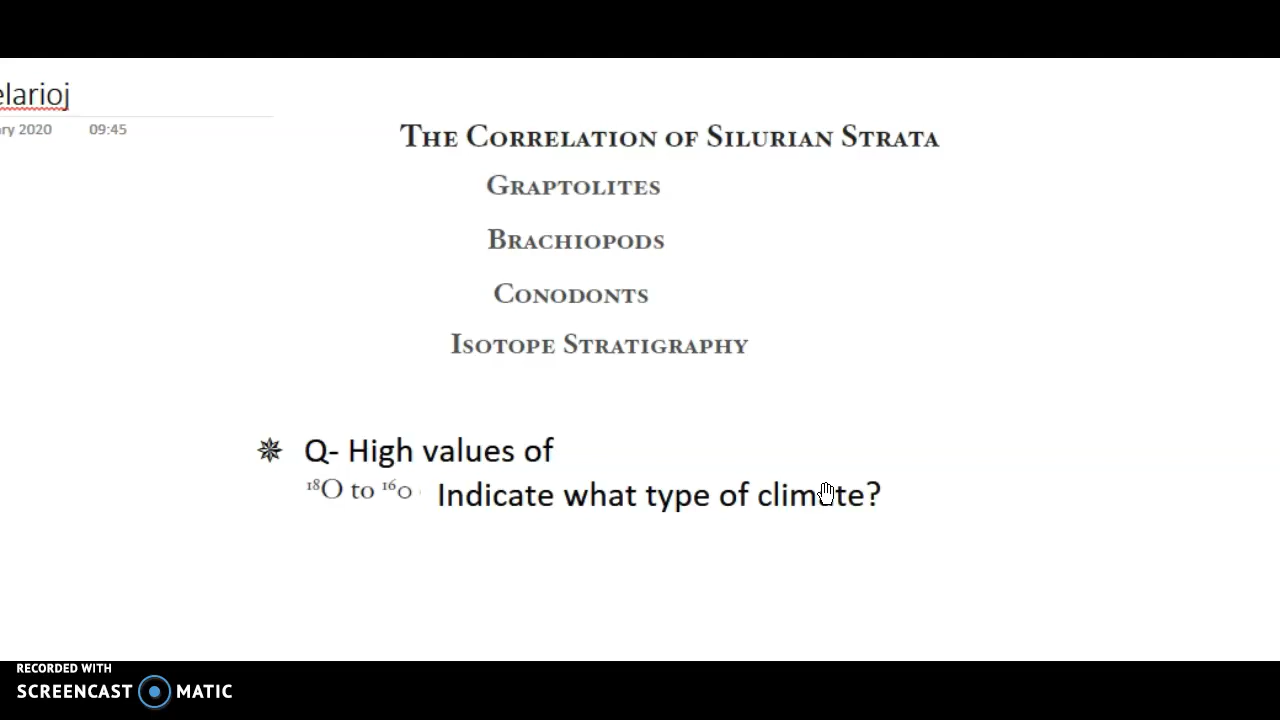 elarioj
ry 2020 09:45
The Correlation of Silurian Strata
Graptolites
Brachiopods
Conodonts
Isotope Stratigraphy
✵ Q- High values of
¹⁸O to ¹⁶o Indicate what type of climate?
RECORDED WITH
SCREENCAST MATIC